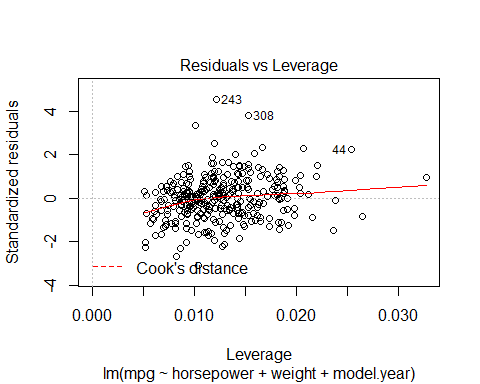 Residuals vs Leverage
Standardized residuals
4
2
0
-2
-4
243
308
44
Cook's distance
0.000
0.010
0.020
0.030
Leverage
lm(mpg ~ horsepower + weight + model.year)